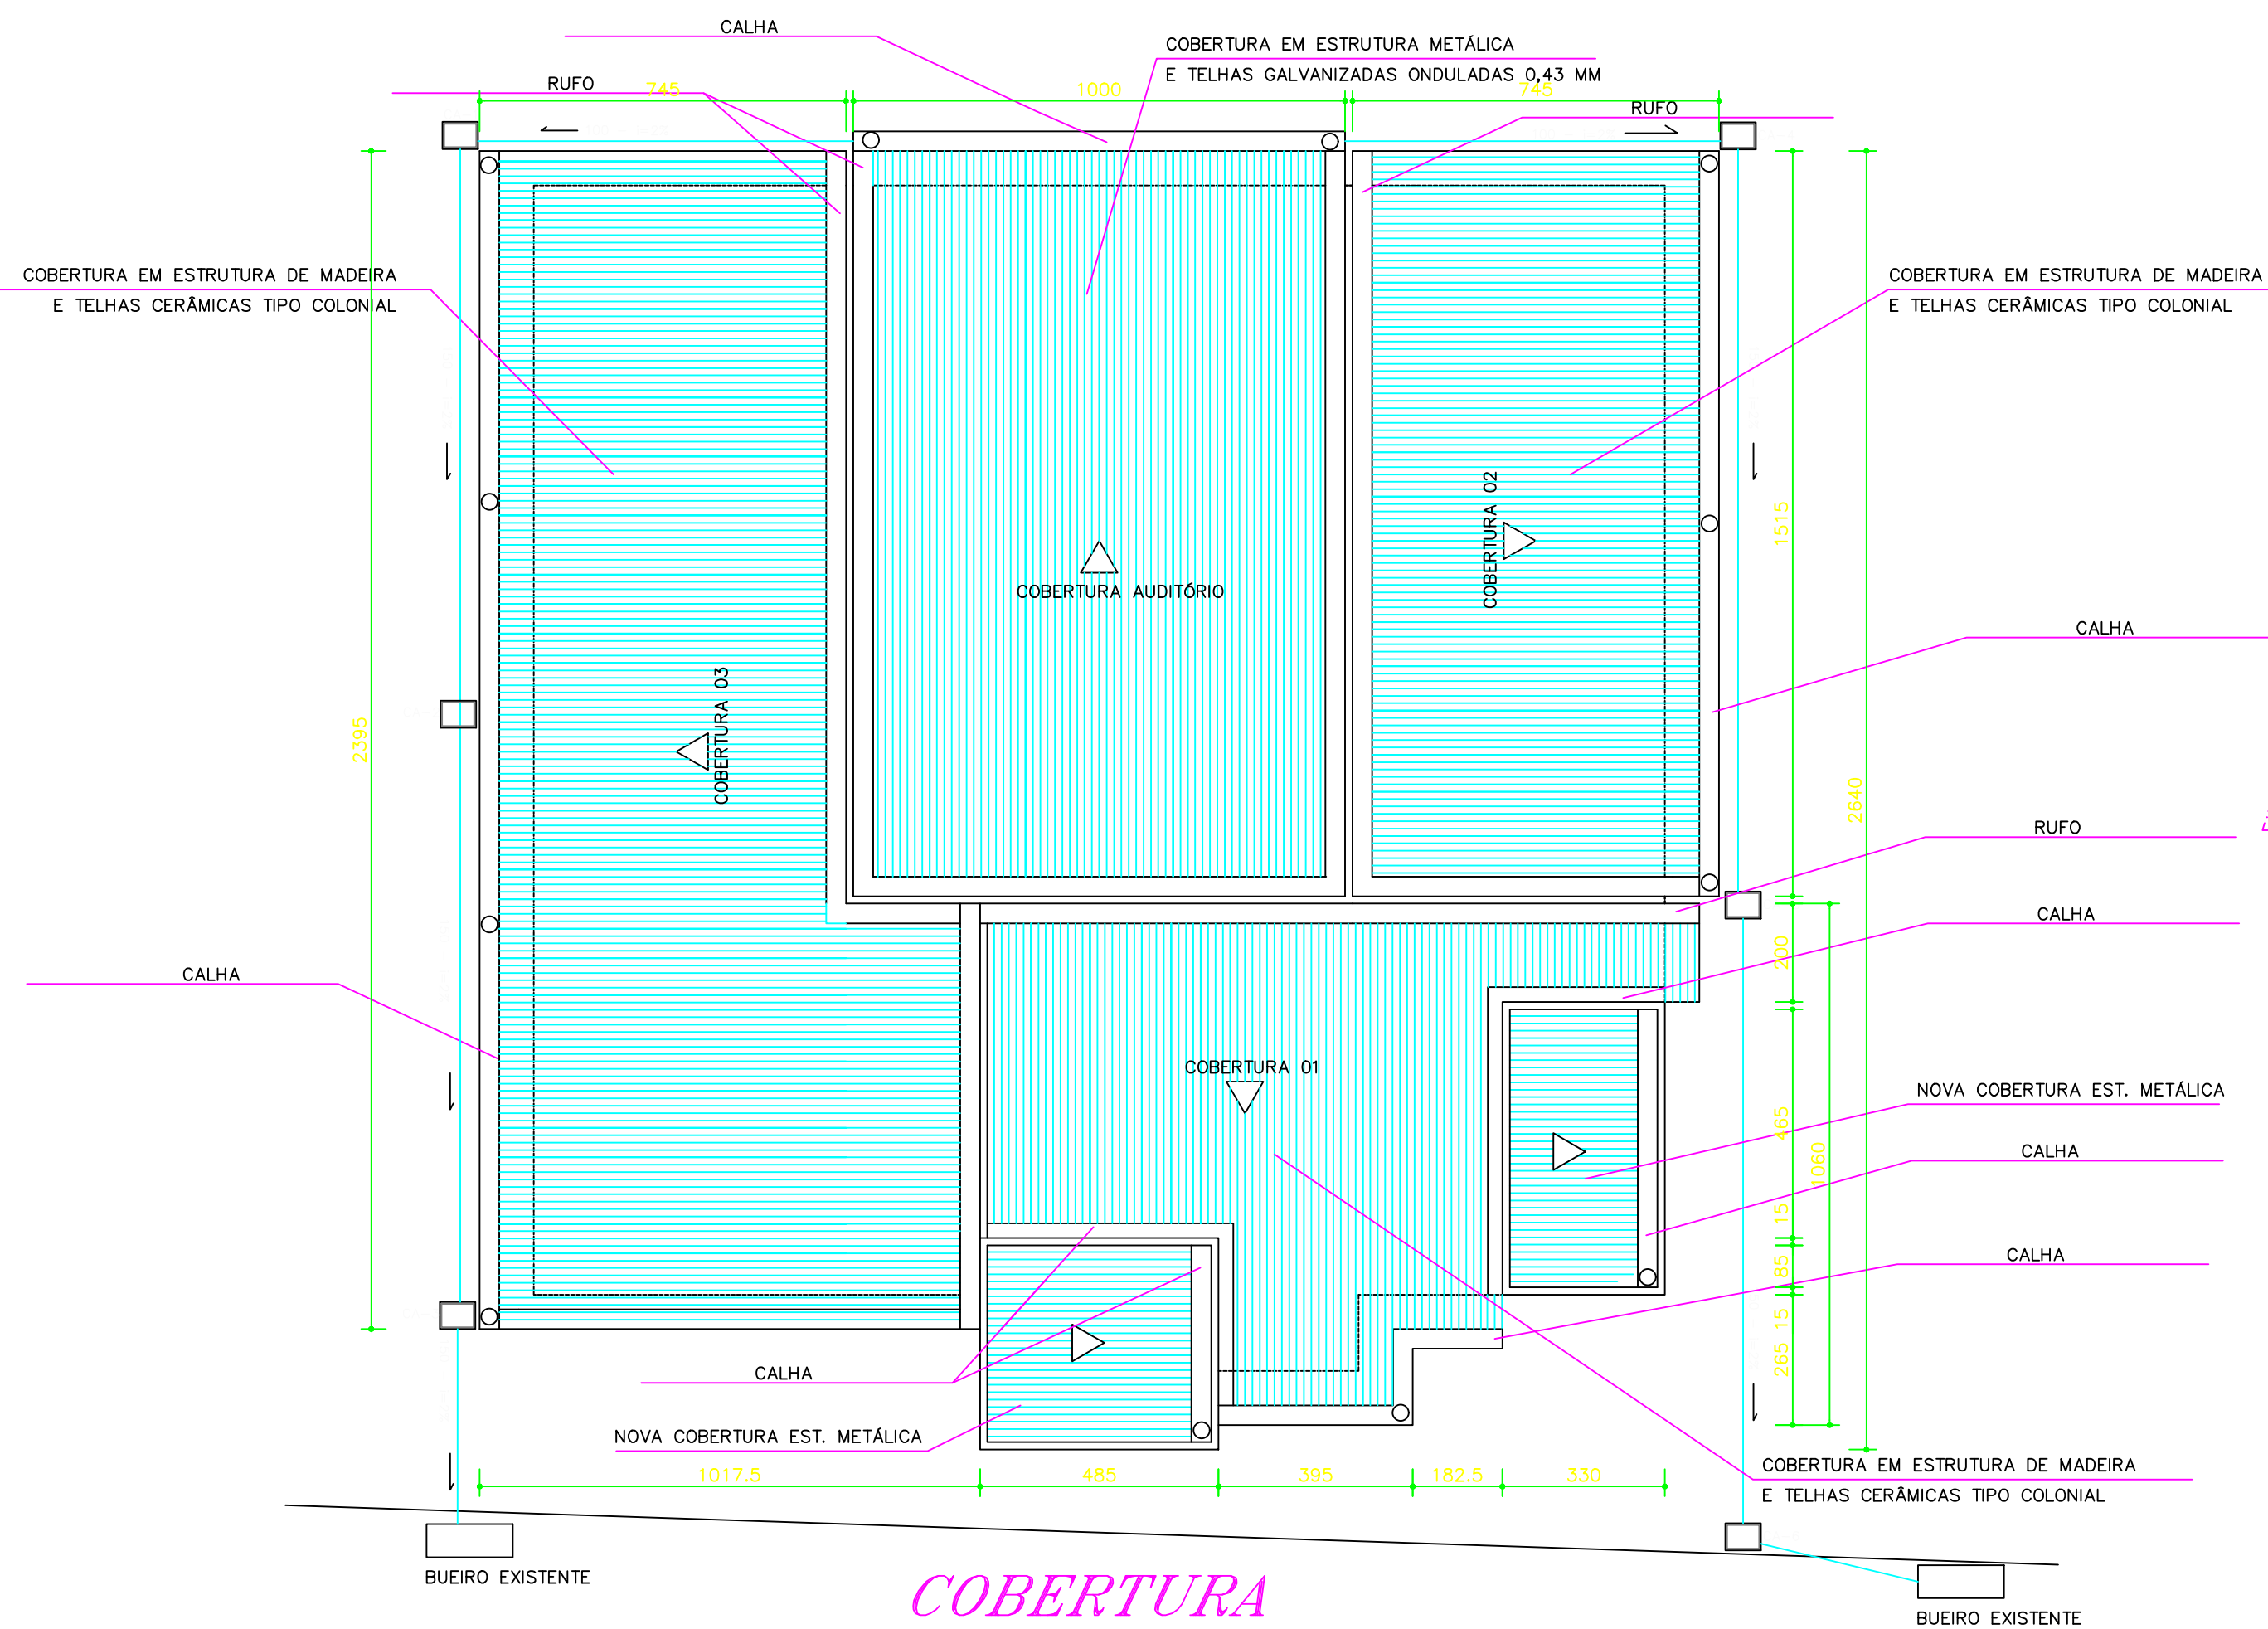 CALHA
COBERTURA EM ESTRUTURA METÁLICA
E TELHAS GALVANIZADAS ONDULADAS 0,43 MM
RUFO
745
1000
745
RUFO
COBERTURA EM ESTRUTURA DE MADEIRA
E TELHAS CERÂMICAS TIPO COLONIAL
COBERTURA EM ESTRUTURA DE MADEIRA
E TELHAS CERÂMICAS TIPO COLONIAL
COBERTURA 02
1515
COBERTURA AUDITÓRIO
CALHA
COBERTURA 03
2395
2640
RUFO
CALHA
200
CALHA
COBERTURA 01
NOVA COBERTURA EST. METÁLICA
465
1060
CALHA
15
CALHA
85
15
265
CALHA
NOVA COBERTURA EST. METÁLICA
1017.5
485
395
182.5
330
COBERTURA EM ESTRUTURA DE MADEIRA
E TELHAS CERÂMICAS TIPO COLONIAL
BUEIRO EXISTENTE
COBERTURA
BUEIRO EXISTENTE